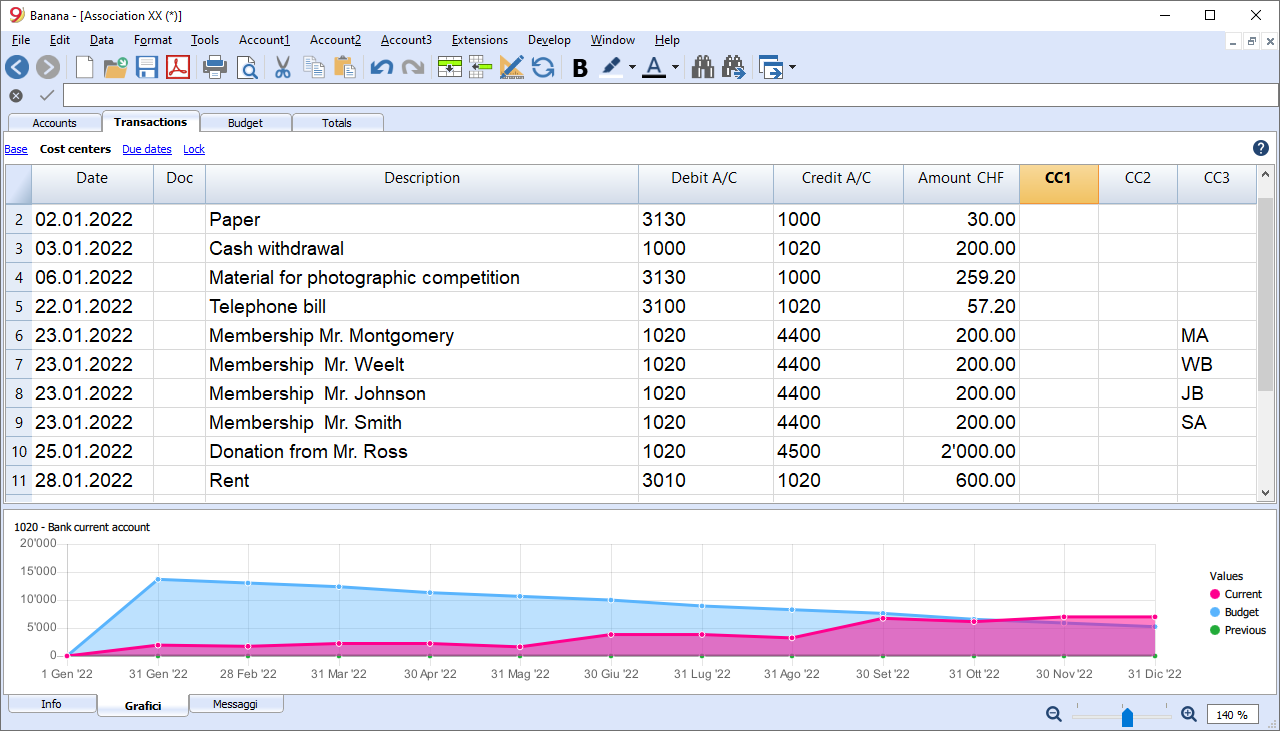 Banana - [Association XX (*)]
File Edit Data Format Tools Account1 Account2 Account3 Extensions Develop Window Help
B A
Accounts Transactions Budget Totals
Base Cost centers Due dates Lock ?
Date Doc Description Debit A/C Credit A/C Amount CHF CC1 CC2 CC3
2 02.01.2022 Paper 3130 1000 30.00
3 03.01.2022 Cash withdrawal 1000 1020 200.00
4 06.01.2022 Material for photographic competition 3130 1000 259.20
5 22.01.2022 Telephone bill 3100 1020 57.20
6 23.01.2022 Membership Mr. Montgomery 1020 4400 200.00 MA
7 23.01.2022 Membership  Mr. Weelt 1020 4400 200.00 WB
8 23.01.2022 Membership  Mr. Johnson 1020 4400 200.00 JB
9 23.01.2022 Membership  Mr. Smith 1020 4400 200.00 SA
10 25.01.2022 Donation from Mr. Ross 1020 4500 2'000.00
11 28.01.2022 Rent 3010 1020 600.00
1020 - Bank current account
20'000
15'000
10'000
5'000
0
1 Gen '22 31 Gen '22 28 Feb '22 31 Mar '22 30 Apr '22 31 Mag '22 30 Giu '22 31 Lug '22 31 Ago '22 30 Set '22 31 Ott '22 30 Nov '22 31 Dic '22
Values
Current
Budget
Previous
Info Grafici Messaggi
140 %